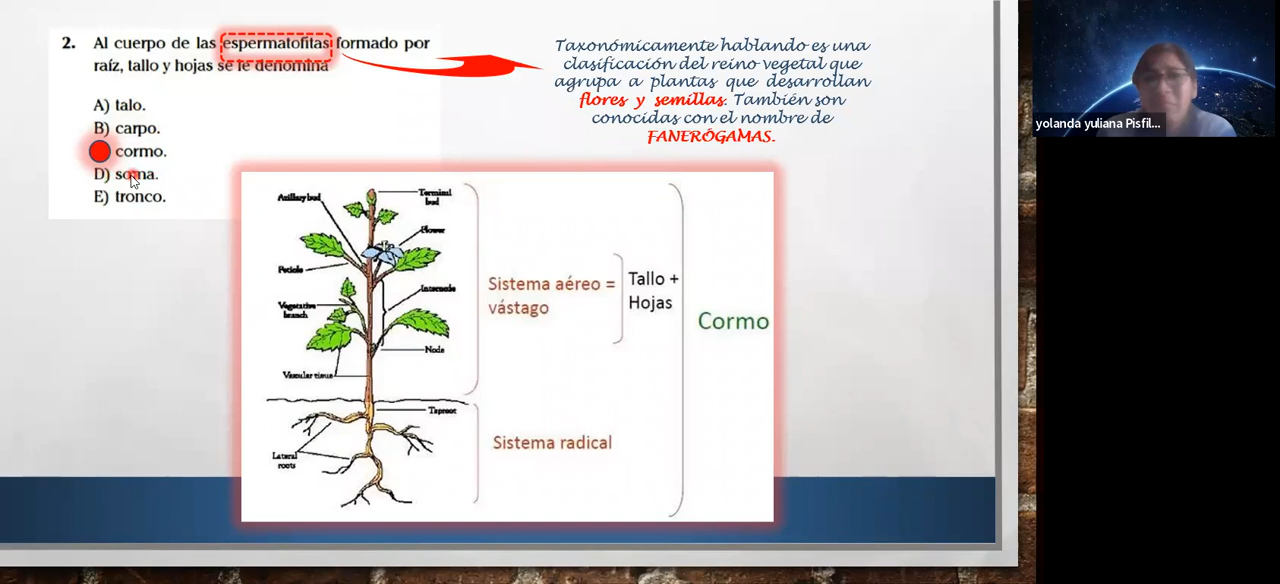 2. Al cuerpo de las espermatofitas formado por
raíz, tallo y hojas se le denomina
A) talo.
B) carpo.
cormo.
D) soma.
E) tronco.
Taxonómicamente hablando es una
clasificación del reino vegetal que
agrupa a plantas que desarrollan
flores y semillas. También son
conocidas con el nombre de
FANERÓGAMAS.
yolanda yuliana Pisfil...
Axillary bud
Terminal
bud
Flower
Petiole
Internode
Vegetative
branch
Node
Vascular tissue
Taproot
Lateral
roots
Sistema aéreo =
vástago
Tallo +
Hojas
Cormo
Sistema radical